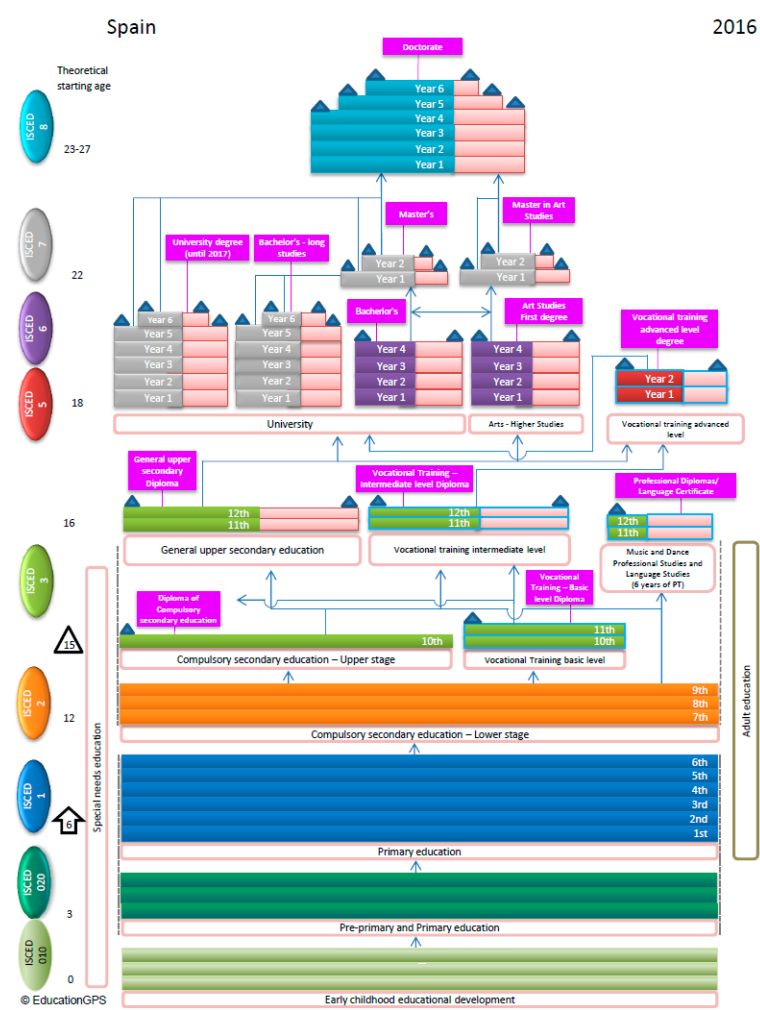 Spain
2016
Theoretical
starting age
Doctorate
ISCED
8
23-27
Year 6
Year 5
Year 4
Year 3
Year 2
Year 1
ISCED
7
22
University degree
(until 2017)
Bachelor's - long
studies
Master's
Master in Art
Studies
Year 2
Year 1
Year 2
Year 1
ISCED
6
ISCED
5
18
Bacherlor's
Art Studies
First degree
Vocational training
advanced level
degree
Year 6
Year 5
Year 4
Year 3
Year 2
Year 1
Year 6
Year 5
Year 4
Year 3
Year 2
Year 1
Year 4
Year 3
Year 2
Year 1
Year 4
Year 3
Year 2
Year 1
Year 2
Year 1
University
Arts - Higher Studies
Vocational training advanced
level
General upper
secondary
Diploma
Vocational Training –
Intermediate level Diploma
Professional Diplomas/
Language Certificate
16
12th
11th
12th
11th
12th
11th
General upper secondary education
Vocational training intermediate level
Music and Dance
Professional Studies and
Language Studies
(6 years of PT)
ISCED
3
15
Diploma of
Compulsory
secondary education
Vocational
Training – Basic
level Diploma
10th
11th
10th
Compulsory secondary education – Upper stage
Vocational Training basic level
ISCED
2
12
9th
8th
7th
Compulsory secondary education – Lower stage
Special needs education
Adult education
ISCED
1
6
6th
5th
4th
3rd
2nd
1st
Primary education
ISCED
020
3
Pre-primary and Primary education
ISCED
010
0
© EducationGPS
Early childhood educational development